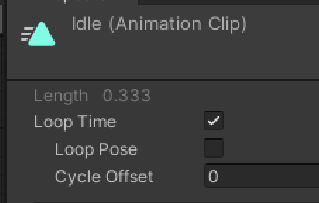 Idle (Animation Clip)
Length 0.333
Loop Time
Loop Pose
Cycle Offset 0